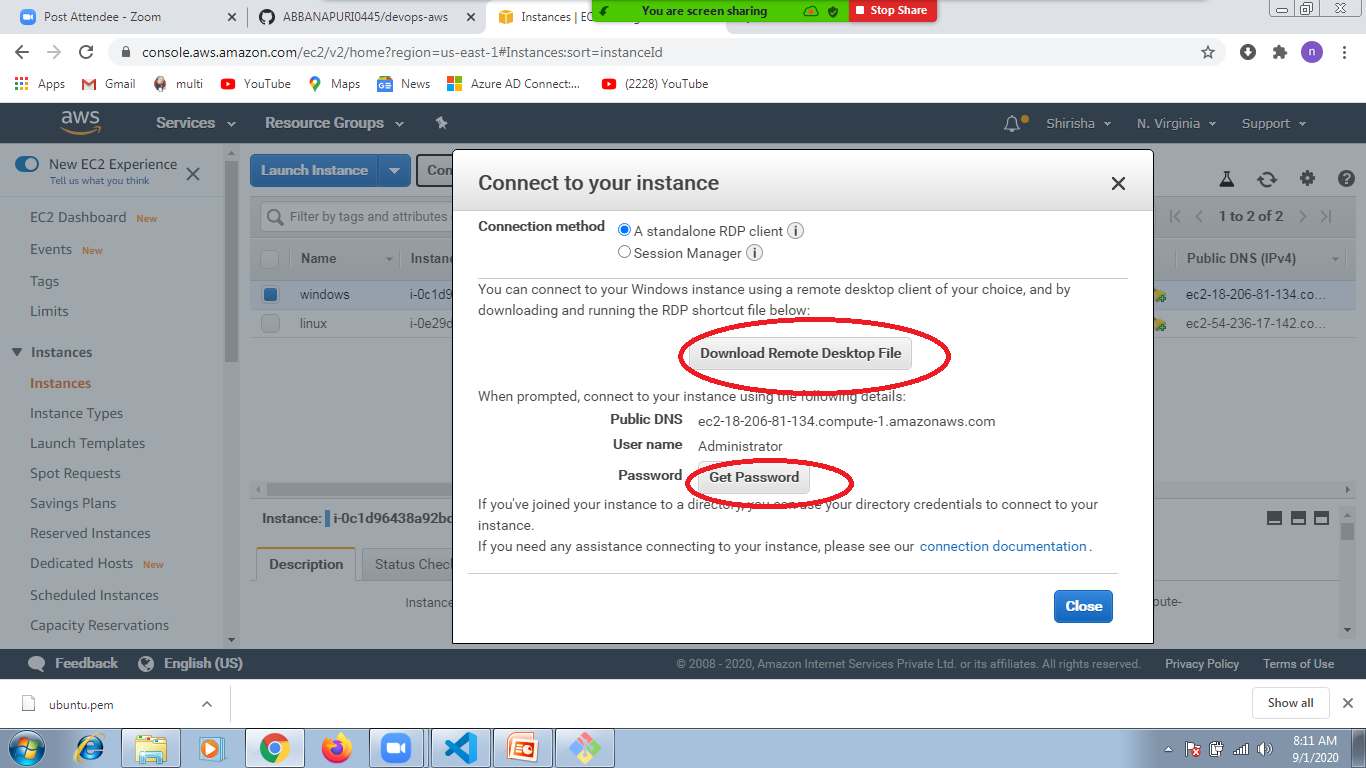 Post Attendee - Zoom
ABBANAPURI0445/devops-aws
Instances | EC
You are screen sharing
Stop Share
console.aws.amazon.com/ec2/v2/home?region=us-east-1#Instances:sort=instanceId
n
Apps
Gmail
multi
YouTube
Maps
News
Azure AD Connect:...
(2228) YouTube
aws
Services
Resource Groups
Shirisha
N. Virginia
Support
New EC2 Experience
Tell us what you think
EC2 Dashboard New
Events New
Tags
Limits
Instances
Instances
Instance Types
Launch Templates
Spot Requests
Savings Plans
Reserved Instances
Dedicated Hosts New
Scheduled Instances
Capacity Reservations
Launch Instance
Con
Filter by tags and attributes
1 to 2 of 2
Name
Instanc
Public DNS (IPv4)
windows
i-0c1d9
ec2-18-206-81-134.co...
linux
i-0e29d
ec2-54-236-17-142.co...
Instance:
i-0c1d96438a92bc
Description
Status Chec
Instance
pute-
Connect to your instance
Connection method
A standalone RDP client
Session Manager
You can connect to your Windows instance using a remote desktop client of your choice, and by
downloading and running the RDP shortcut file below:
Download Remote Desktop File
When prompted, connect to your instance using the following details:
Public DNS ec2-18-206-81-134.compute-1.amazonaws.com
User name Administrator
Password Get Password
If you've joined your instance to a directory, you can use your directory credentials to connect to your
instance.
If you need any assistance connecting to your instance, please see our connection documentation.
Close
Feedback
English (US)
© 2008 - 2020, Amazon Internet Services Private Ltd. or its affiliates. All rights reserved.
Privacy Policy
Terms of Use
ubuntu.pem
Show all
8:11 AM
9/1/2020